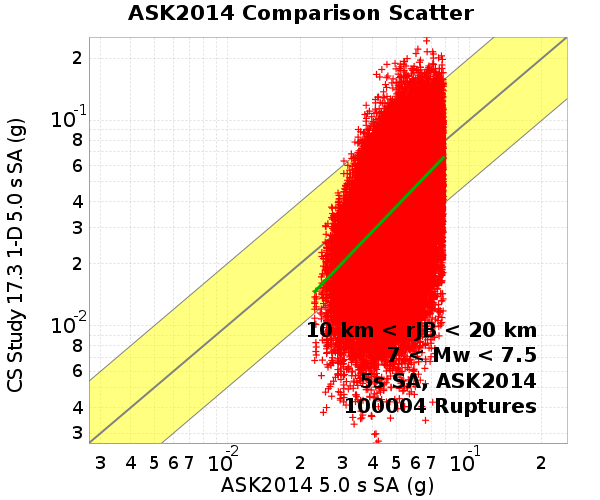 ASK2014 Comparison Scatter
CS Study 17.3 1-D 5.0 s SA (g)
2
10-1
8
6
4
3
2
10-2
8
6
4
3
10 km < rJB < 20 km
7 < Mw < 7.5
5s SA, ASK2014
100004 Ruptures
3 4 5 6 7 10-2 2 3 4 5 6 7 10-1 2
ASK2014 5.0 s SA (g)